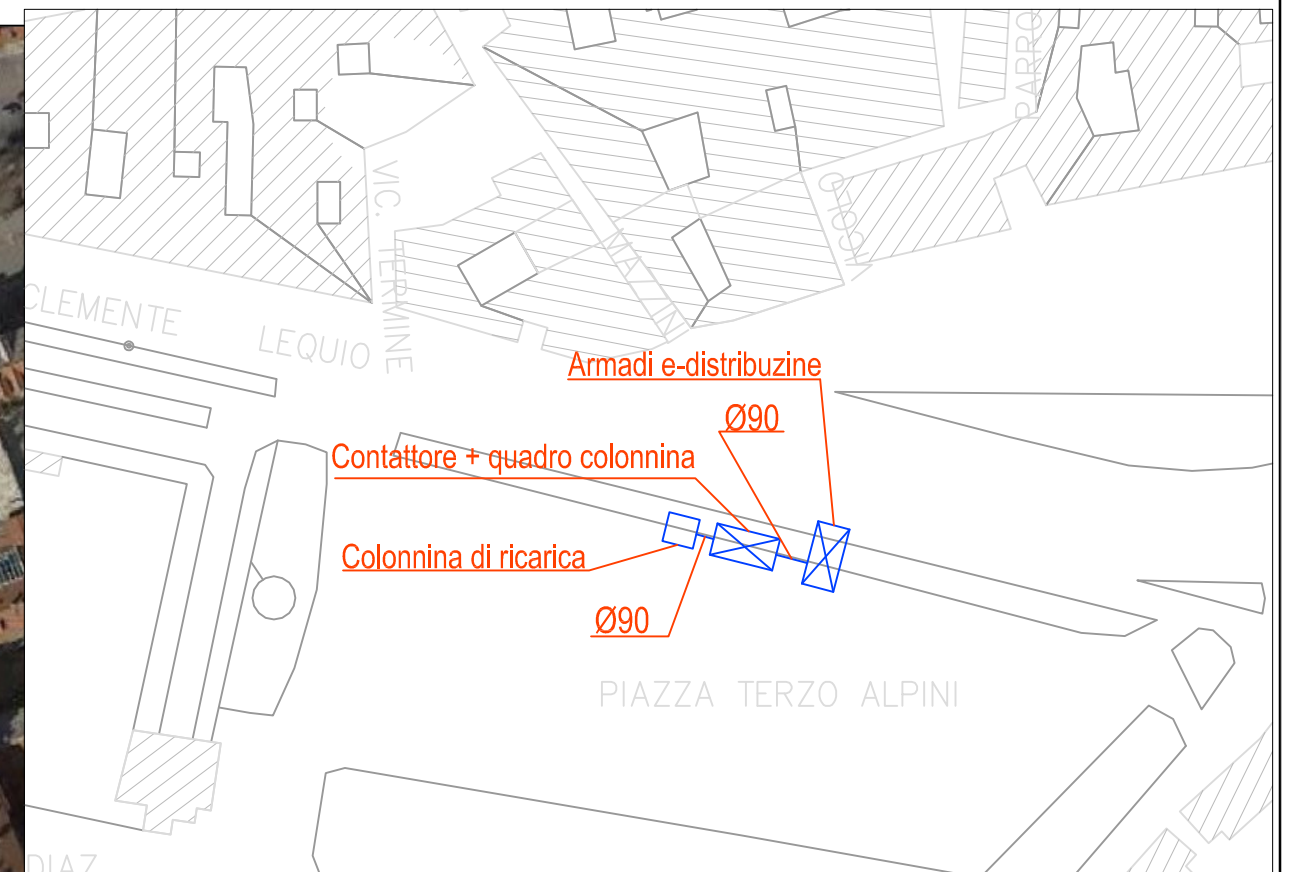 PARRO
VIC. TERMINE
CLEMENTE LEQUIO
MAZZINI
Armadi e-distribuzine
Ø90
Contattore + quadro colonnina
Colonnina di ricarica
Ø90
PIAZZA TERZO ALPINI
DIAZ